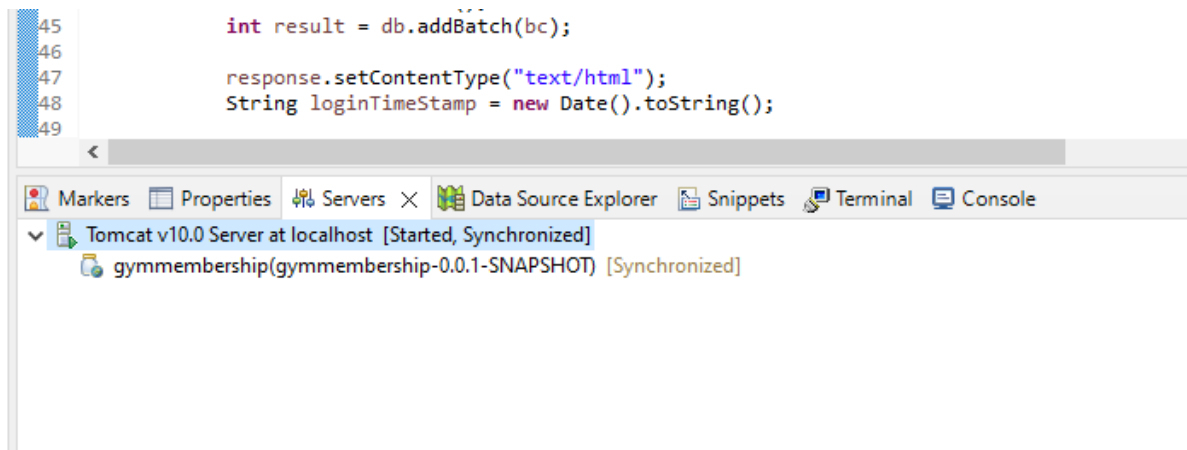 45 int result = db.addBatch(bc);
46
47 response.setContentType("text/html");
48 String loginTimeStamp = new Date().toString();
49
Markers Properties Servers Data Source Explorer Snippets Terminal Console
Tomcat v10.0 Server at localhost [Started, Synchronized]
gymmembership(gymmembership-0.0.1-SNAPSHOT) [Synchronized]